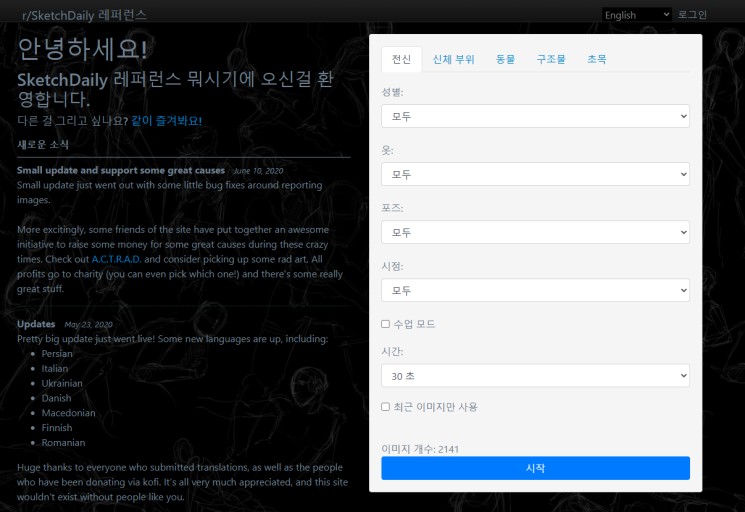 r/SketchDaily 레퍼런스
English
로그인
안녕하세요!
SketchDaily 레퍼런스 뭐시기에 오신걸 환
영합니다.
다른 걸 그리고 싶나요? 같이 즐겨봐요!
새로운 소식
Small update and support some great causes June 10, 2020
Small update just went out with some little bug fixes around reporting
images.
More excitingly, some friends of the site have put together an awesome
initiative to raise some money for some great causes during these crazy
times. Check out A.C.T.R.A.D. and consider picking up some rad art. All
profits go to charity (you can even pick which one!) and there's some really
great stuff.
Updates May 23, 2020
Pretty big update just went live! Some new languages are up, including:
Persian
Italian
Ukrainian
Danish
Macedonian
Finnish
Romanian
Huge thanks to everyone who submitted translations, as well as the people
who have been donating via kofi. It's all very much appreciated, and this site
wouldn't exist without people like you.
전신 신체 부위 동물 구조물 초목
성별:
모두
옷:
모두
포즈:
모두
시점:
모두
수업 모드
시간:
30 초
최근 이미지만 사용
이미지 개수: 2141
시작